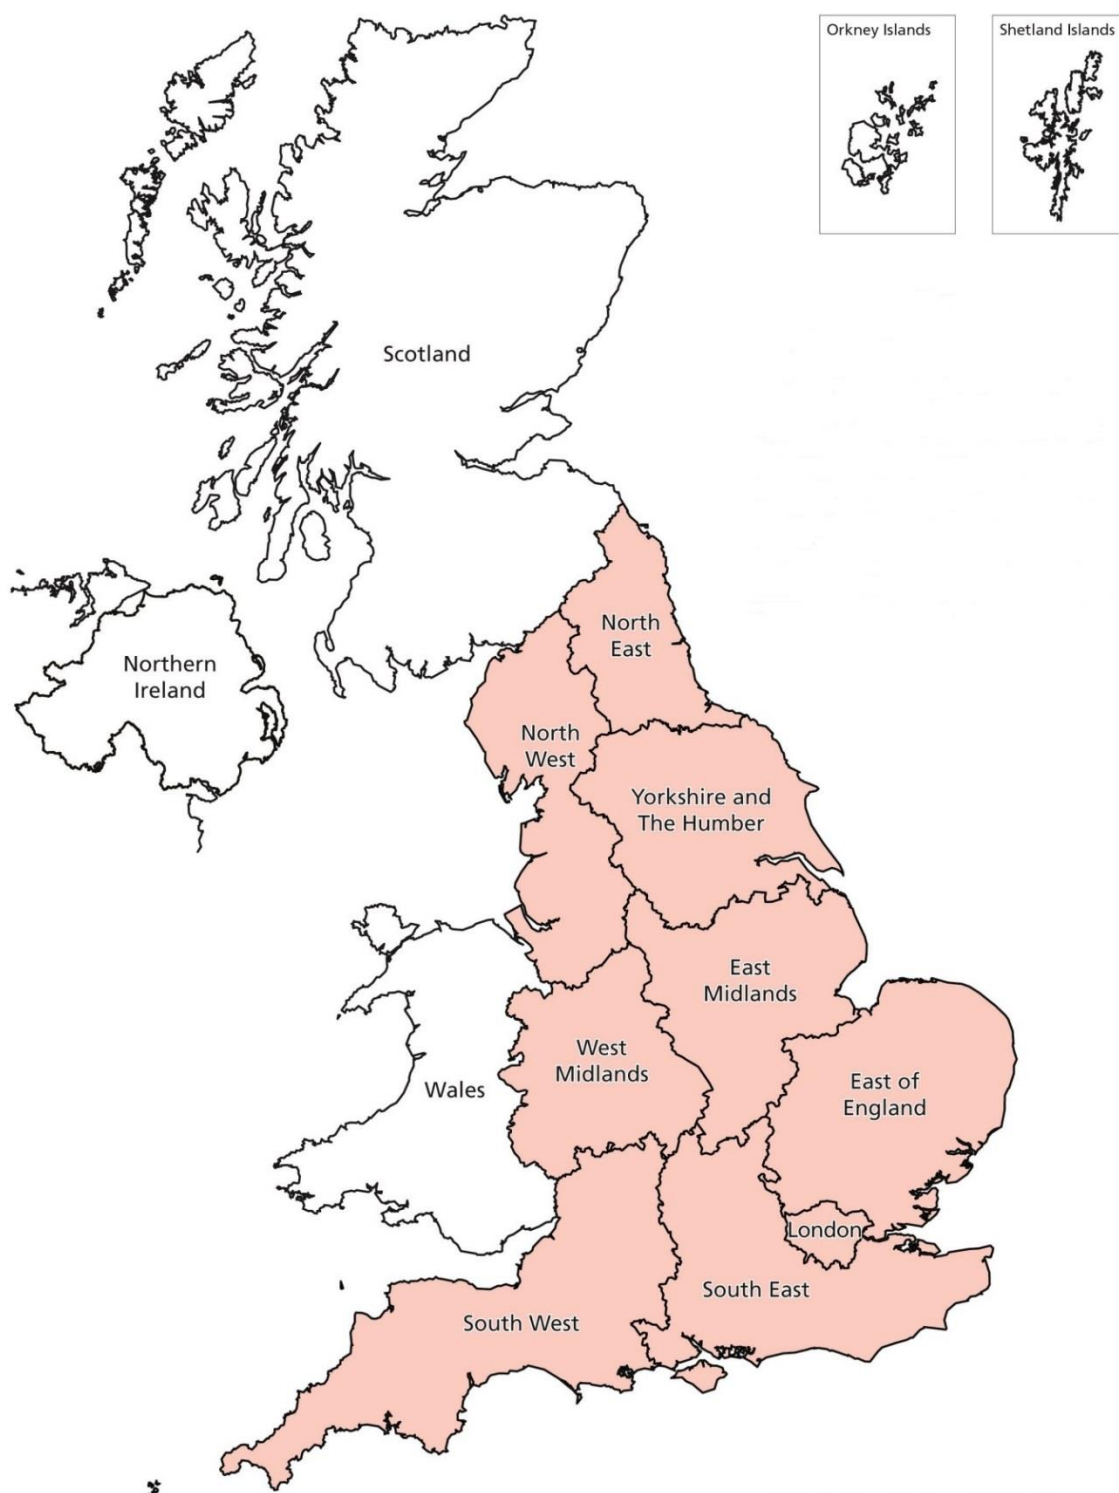 Orkney Islands
Shetland Islands
Scotland
North
East
Northern
Ireland
North
West
Yorkshire and
The Humber
East
Midlands
West
Midlands
Wales
East of
England
London
South East
South West